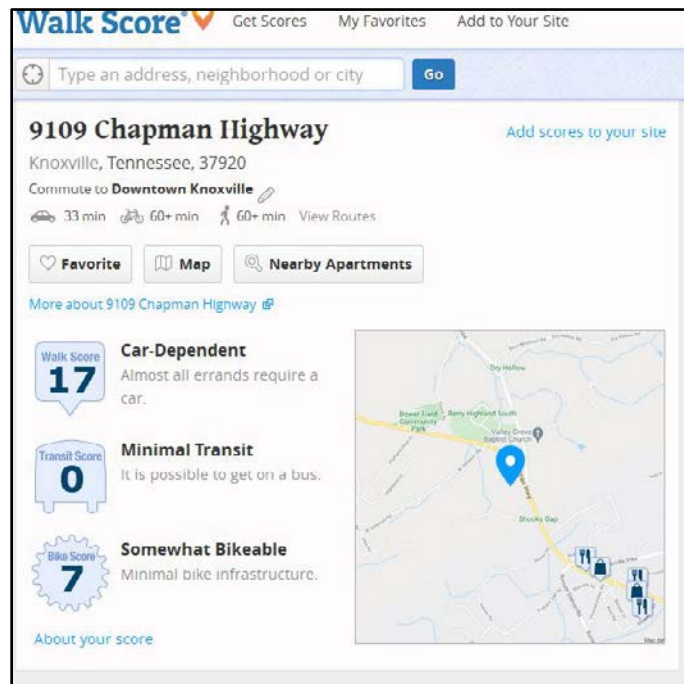 Walk Score®
Get Scores My Favorites Add to Your Site
Type an address, neighborhood or city Go
9109 Chapman Highway
Add scores to your site
Knoxville, Tennessee, 37920
Commute to Downtown Knoxville
33 min 60+ min 60+ min View Routes
Favorite Map Nearby Apartments
More about 9109 Chapman Highway
Walk Score
17
Car-Dependent
Almost all errands require a
car.
Transit Score
0
Minimal Transit
It is possible to get on a bus.
Bike Score
7
Somewhat Bikeable
Minimal bike infrastructure.
About your score
Dry Hollow
Bower Field
Community
Park
Berry Highland South
Valley Grove
Baptist Church
Shooks Gap